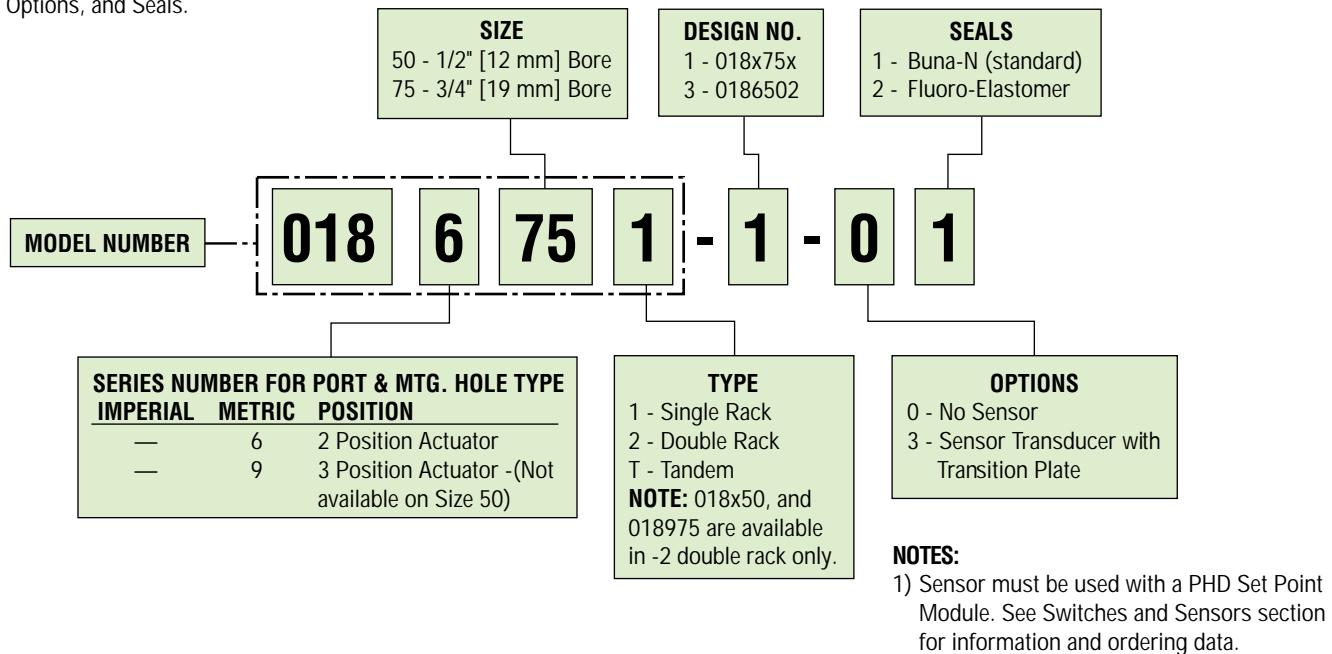 Options, and Seals.
SIZE
50 - 1/2" [12 mm] Bore
75 - 3/4" [19 mm] Bore
DESIGN NO.
1 - 018x75x
3 - 0186502
SEALS
1 - Buna-N (standard)
2 - Fluoro-Elastomer
MODEL NUMBER
018 6 75 1 - 1 - 0 1
SERIES NUMBER FOR PORT & MTG. HOLE TYPE
IMPERIAL METRIC POSITION
— 6 2 Position Actuator
— 9 3 Position Actuator -(Not
available on Size 50)
TYPE
1 - Single Rack
2 - Double Rack
T - Tandem
NOTE: 018x50, and
018975 are available
in -2 double rack only.
OPTIONS
0 - No Sensor
3 - Sensor Transducer with
Transition Plate
NOTES:
1) Sensor must be used with a PHD Set Point
Module. See Switches and Sensors section
for information and ordering data.